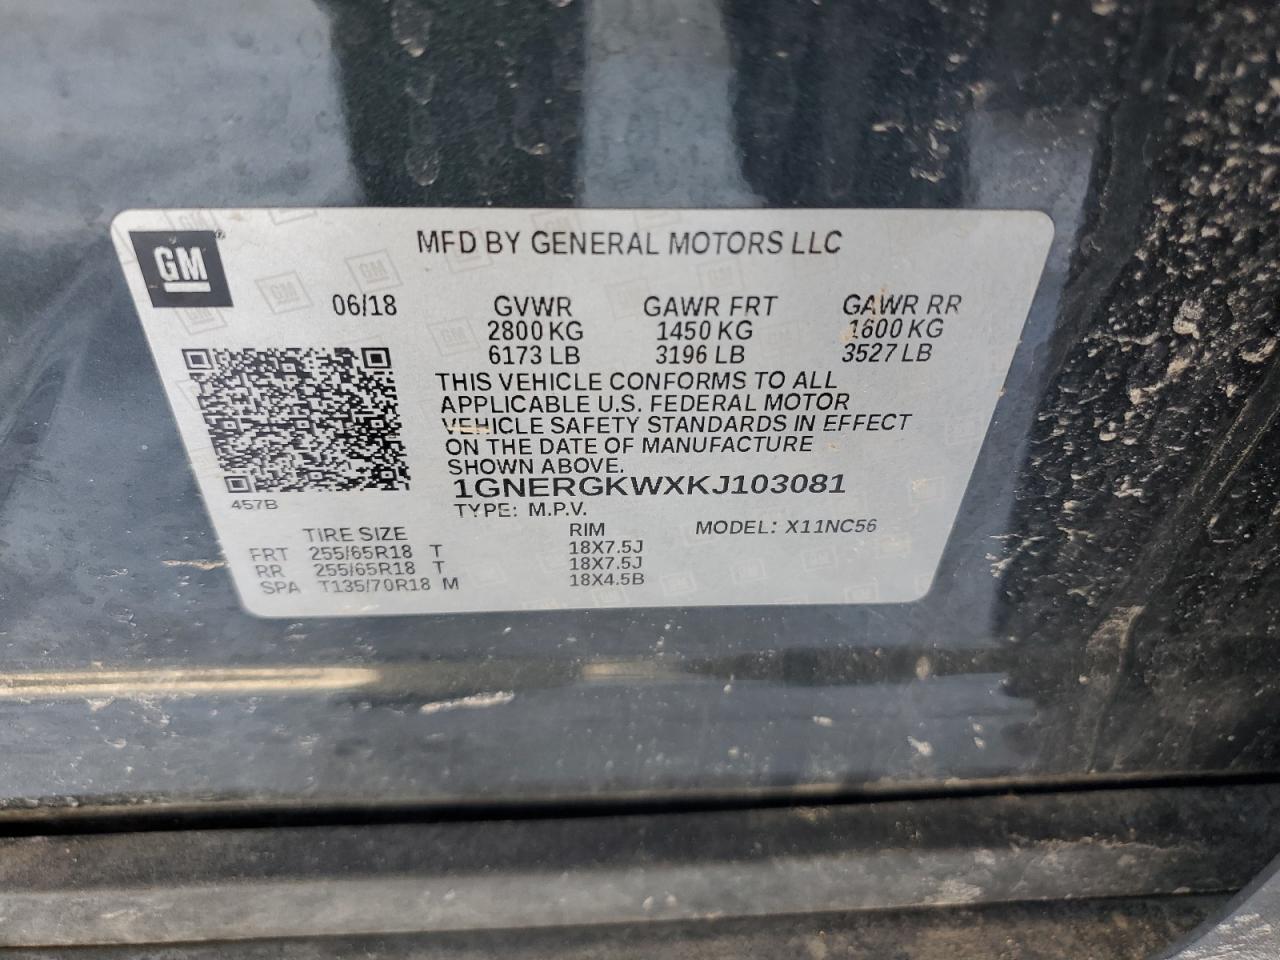 GM
MFD BY GENERAL MOTORS LLC
06/18 GVWR GAWR FRT GAWR RR
2800 KG 1450 KG 1600 KG
6173 LB 3196 LB 3527 LB
THIS VEHICLE CONFORMS TO ALL
APPLICABLE U.S. FEDERAL MOTOR
VEHICLE SAFETY STANDARDS IN EFFECT
ON THE DATE OF MANUFACTURE
SHOWN ABOVE.
1GNERGKWXKJ103081
457B
TYPE: M.P.V.
TIRE SIZE RIM MODEL: X11NC56
FRT 255/65R18 T 18X7.5J
RR 255/65R18 T 18X7.5J
SPA T135/70R18 M 18X4.5B